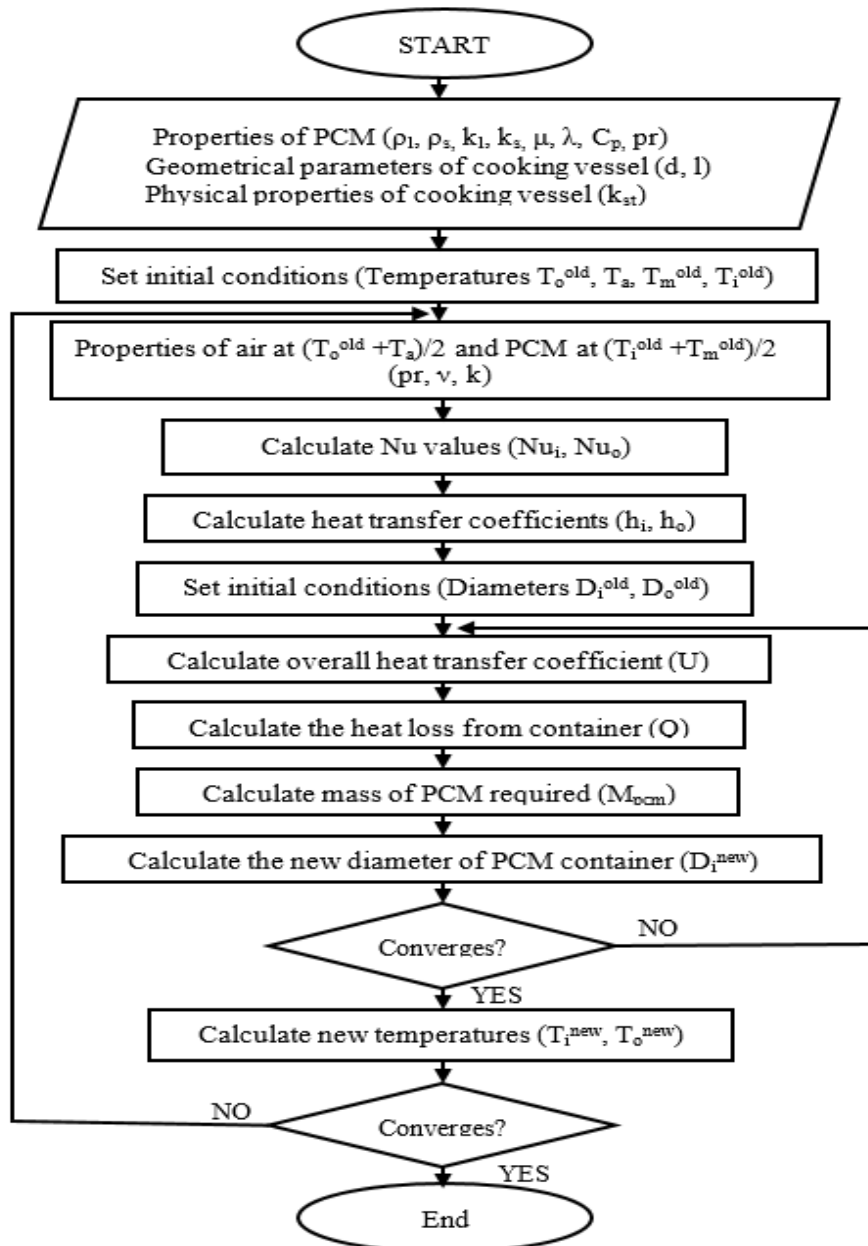 START
Properties of PCM (ρₗ, ρₛ, kₗ, kₛ, μ, λ, Cₚ, pr)
Geometrical parameters of cooking vessel (d, l)
Physical properties of cooking vessel (kₛₜ)
Set initial conditions (Temperatures Tₒᵒˡᵈ, Tₐ, Tₘᵒˡᵈ, Tᵢᵒˡᵈ)
Properties of air at (Tₒᵒˡᵈ +Tₐ)/2 and PCM at (Tᵢᵒˡᵈ +Tₘᵒˡᵈ)/2
(pr, ν, k)
Calculate Nu values (Nuᵢ, Nuₒ)
Calculate heat transfer coefficients (hᵢ, hₒ)
Set initial conditions (Diameters Dᵢᵒˡᵈ, Dₒᵒˡᵈ)
Calculate overall heat transfer coefficient (U)
Calculate the heat loss from container (Q)
Calculate mass of PCM required (M_pcm)
Calculate the new diameter of PCM container (Dᵢⁿᵉʷ)
Converges?
NO
YES
Calculate new temperatures (Tᵢⁿᵉʷ, Tₒⁿᵉʷ)
NO
Converges?
YES
End